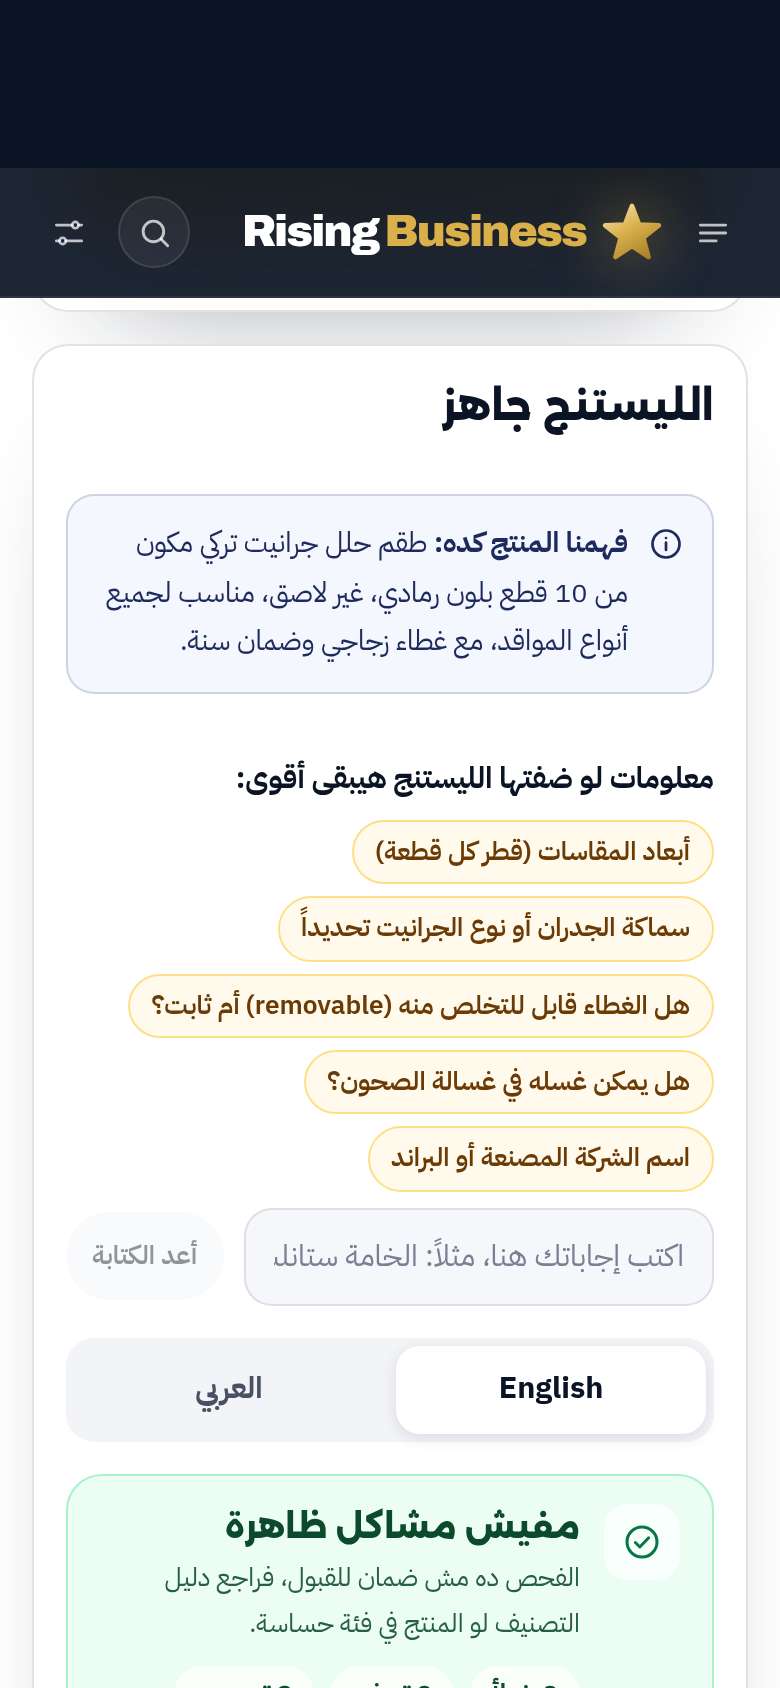 Rising Business
الليستنج جاهز
فهمنا المنتج كده: طقم حلل جرانيت تركي مكون
من 10 قطع بلون رمادي، غير لاصق، مناسب لجميع
أنواع المواقد، مع غطاء زجاجي وضمان سنة.
معلومات لو ضفتها الليستنج هيبقى أقوى:
أبعاد المقاسات (قطر كل قطعة)
سماكة الجدران أو نوع الجرانيت تحديداً
هل الغطاء قابل للتخلص منه (removable) أم ثابت؟
هل يمكن غسله في غسالة الصحون؟
اسم الشركة المصنعة أو البراند
اكتب إجاباتك هنا، مثلاً: الخامة ستانلـ
أعد الكتابة
English
العربي
مفيش مشاكل ظاهرة
الفحص ده مش ضمان للقبول، فراجع دليل
التصنيف لو المنتج في فئة حساسة.